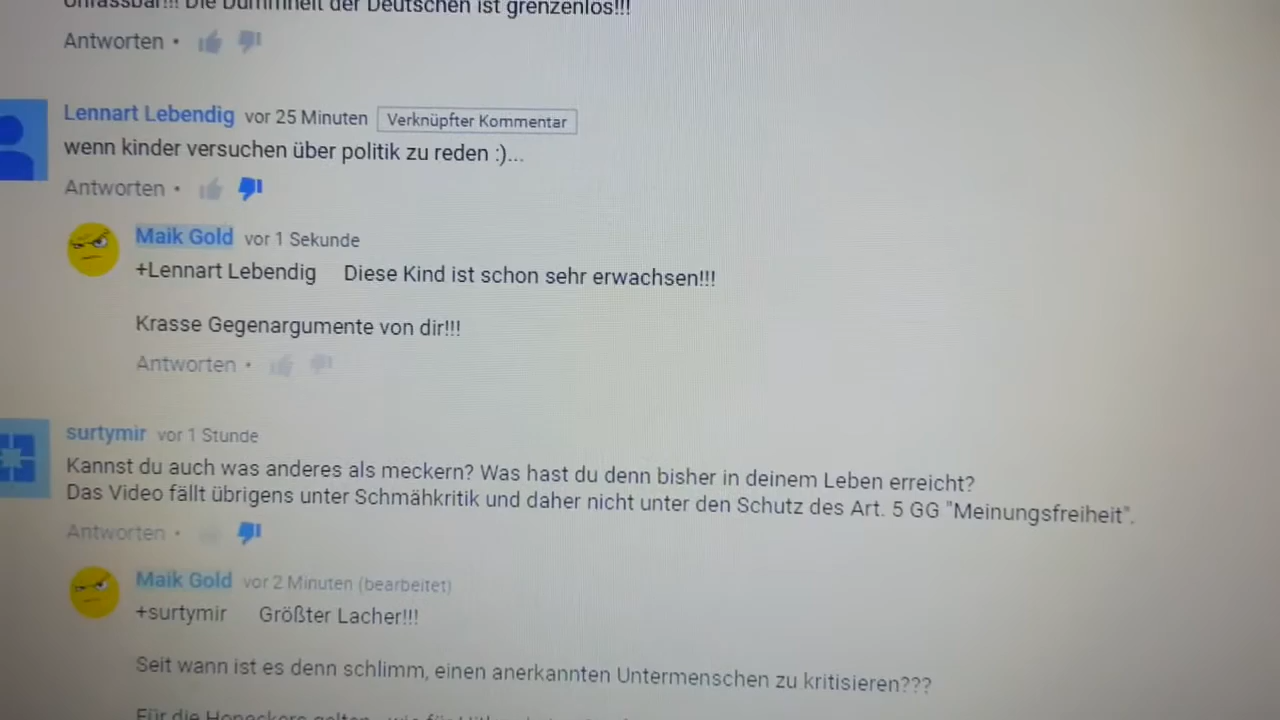 Unfassbar!!! Die Dummheit der Deutschen ist grenzenlos!!!
Antworten •
Lennart Lebendig vor 25 Minuten Verknüpfter Kommentar
wenn kinder versuchen über politik zu reden :)...
Antworten •
Maik Gold vor 1 Sekunde
+Lennart Lebendig Diese Kind ist schon sehr erwachsen!!!
Krasse Gegenargumente von dir!!!
Antworten •
surtymir vor 1 Stunde
Kannst du auch was anderes als meckern? Was hast du denn bisher in deinem Leben erreicht?
Das Video fällt übrigens unter Schmähkritik und daher nicht unter den Schutz des Art. 5 GG "Meinungsfreiheit".
Antworten •
Maik Gold vor 2 Minuten (bearbeitet)
+surtymir Größter Lacher!!!
Seit wann ist es denn schlimm, einen anerkannten Untermenschen zu kritisieren???
Für die Honeckers gelten